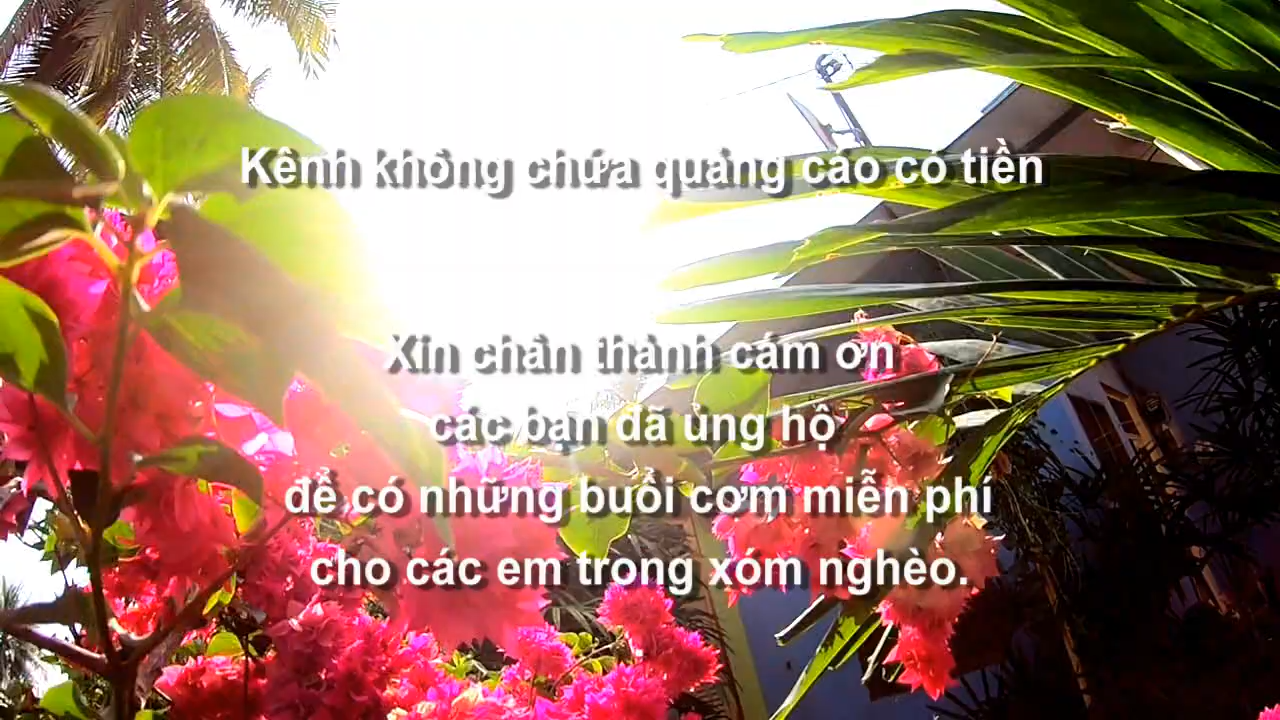 Kênh không chứa quảng cáo có tiền
Xin chân thành cám ơn
các bạn đã ủng hộ
để có những buổi cơm miễn phí
cho các em trong xóm nghèo.